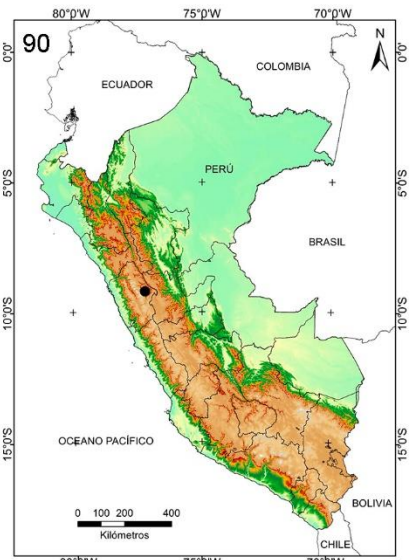 80°0'W 75°0'W 70°0'W
90
N
0°0' 0°0'
COLOMBIA
ECUADOR
PERÚ
5°0'S 5°0'S
BRASIL
10°0'S 10°0'S
OCEANO PACÍFICO
15°0'S 15°0'S
BOLIVIA
0 100 200 400
Kilómetros
CHILE